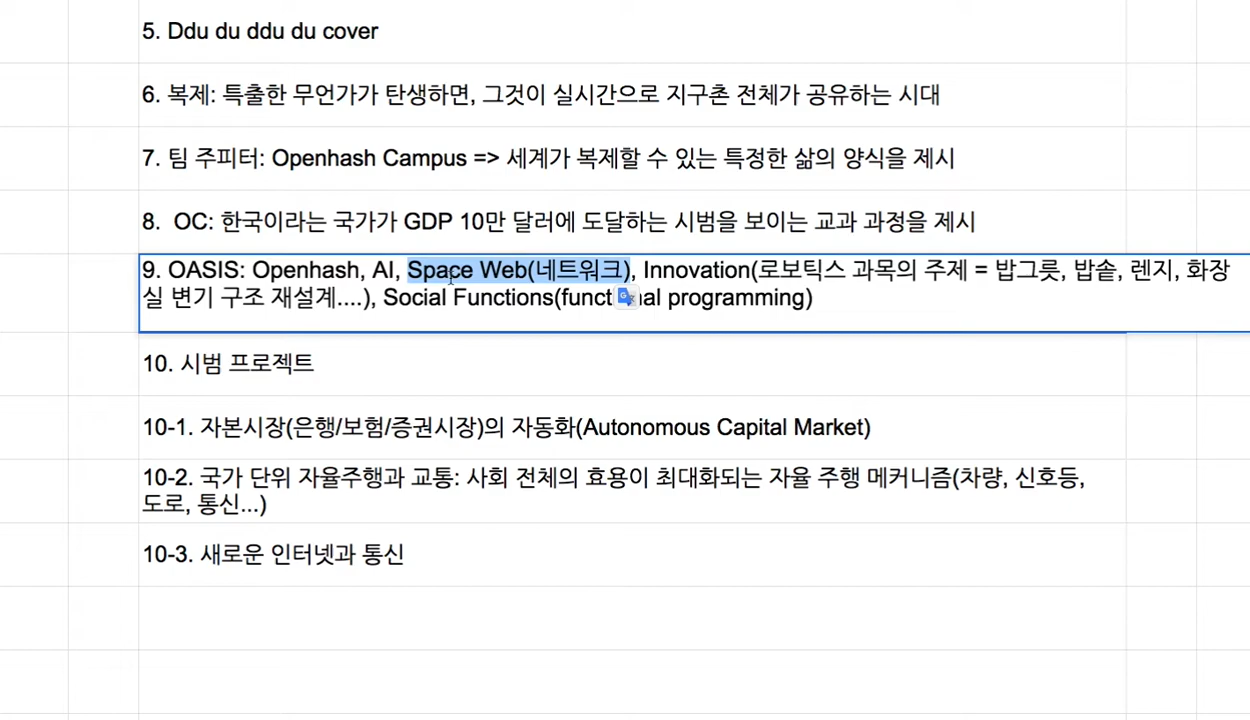 5. Ddu du ddu du cover
6. 복제: 특출한 무언가가 탄생하면, 그것이 실시간으로 지구촌 전체가 공유하는 시대
7. 팀 주피터: Openhash Campus => 세계가 복제할 수 있는 특정한 삶의 양식을 제시
8.  OC: 한국이라는 국가가 GDP 10만 달러에 도달하는 시범을 보이는 교과 과정을 제시
9. OASIS: Openhash, AI, Space Web(네트워크), Innovation(로보틱스 과목의 주제 = 밥그릇, 밥솥, 렌지, 화장
실 변기 구조 재설계....), Social Functions( programming)
10. 시범 프로젝트
10-1. 자본시장(은행/보험/증권시장)의 자동화(Autonomous Capital Market)
10-2. 국가 단위 자율주행과 교통: 사회 전체의 효용이 최대화되는 자율 주행 메커니즘(차량, 신호등,
도로, 통신...)
10-3. 새로운 인터넷과 통신